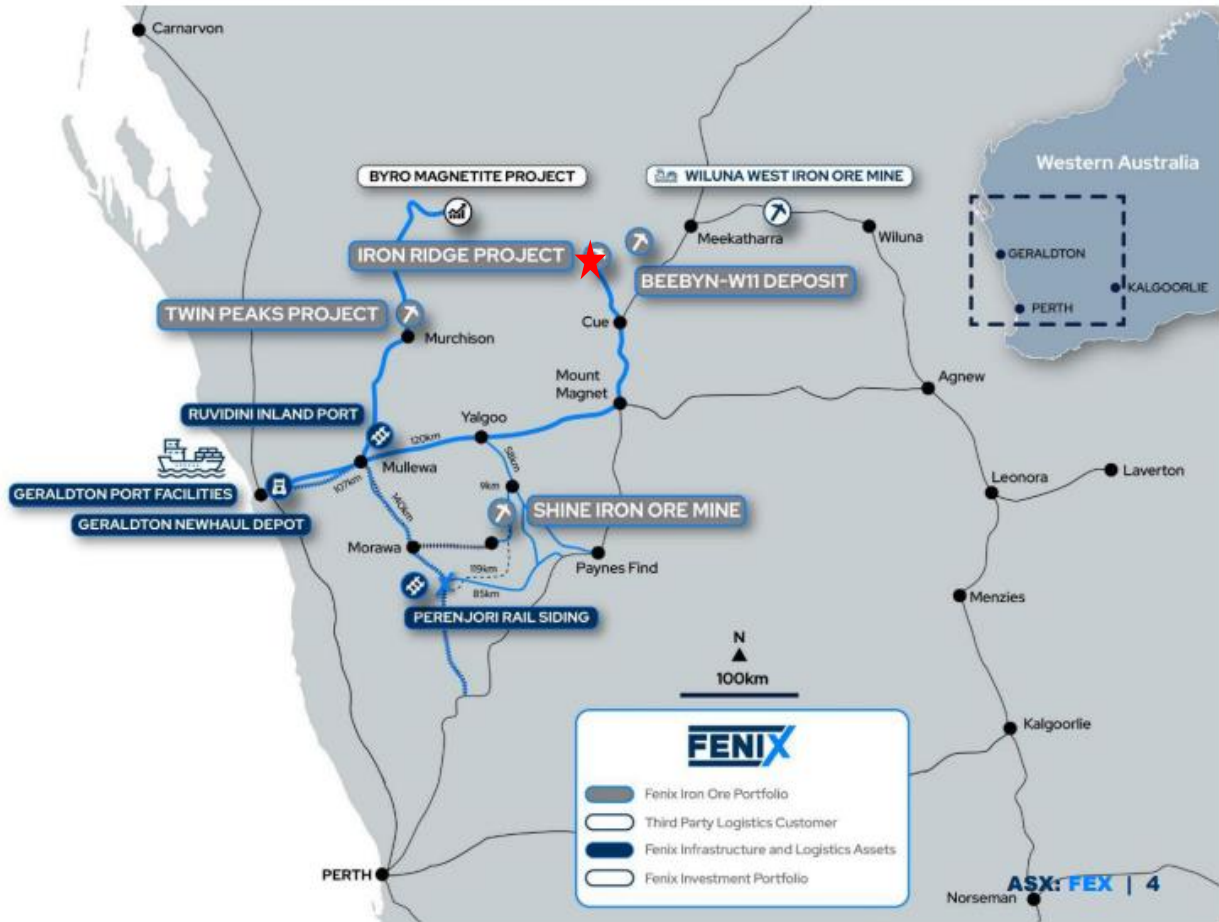 Carnarvon
BYRO MAGNETITE PROJECT
WILUNA WEST IRON ORE MINE
Western Australia
IRON RIDGE PROJECT
Meekatharra
Wiluna
BEEBYN-W11 DEPOSIT
GERALDTON
KALGOORLIE
PERTH
TWIN PEAKS PROJECT
Murchison
Cue
Mount
Magnet
Agnew
RUVIDINI INLAND PORT
Yalgoo
120km
Mullewa
58km
GERALDTON PORT FACILITIES
107km
140km
9km
Leonora
Laverton
GERALDTON NEWHAUL DEPOT
SHINE IRON ORE MINE
Morawa
119km
Paynes Find
85km
PERENJORI RAIL SIDING
Menzies
N
100km
FENIX
Kalgoorlie
Fenix Iron Ore Portfolio
Third Party Logistics Customer
Fenix Infrastructure and Logistics Assets
Fenix Investment Portfolio
PERTH
Norseman
ASX: FEX | 4